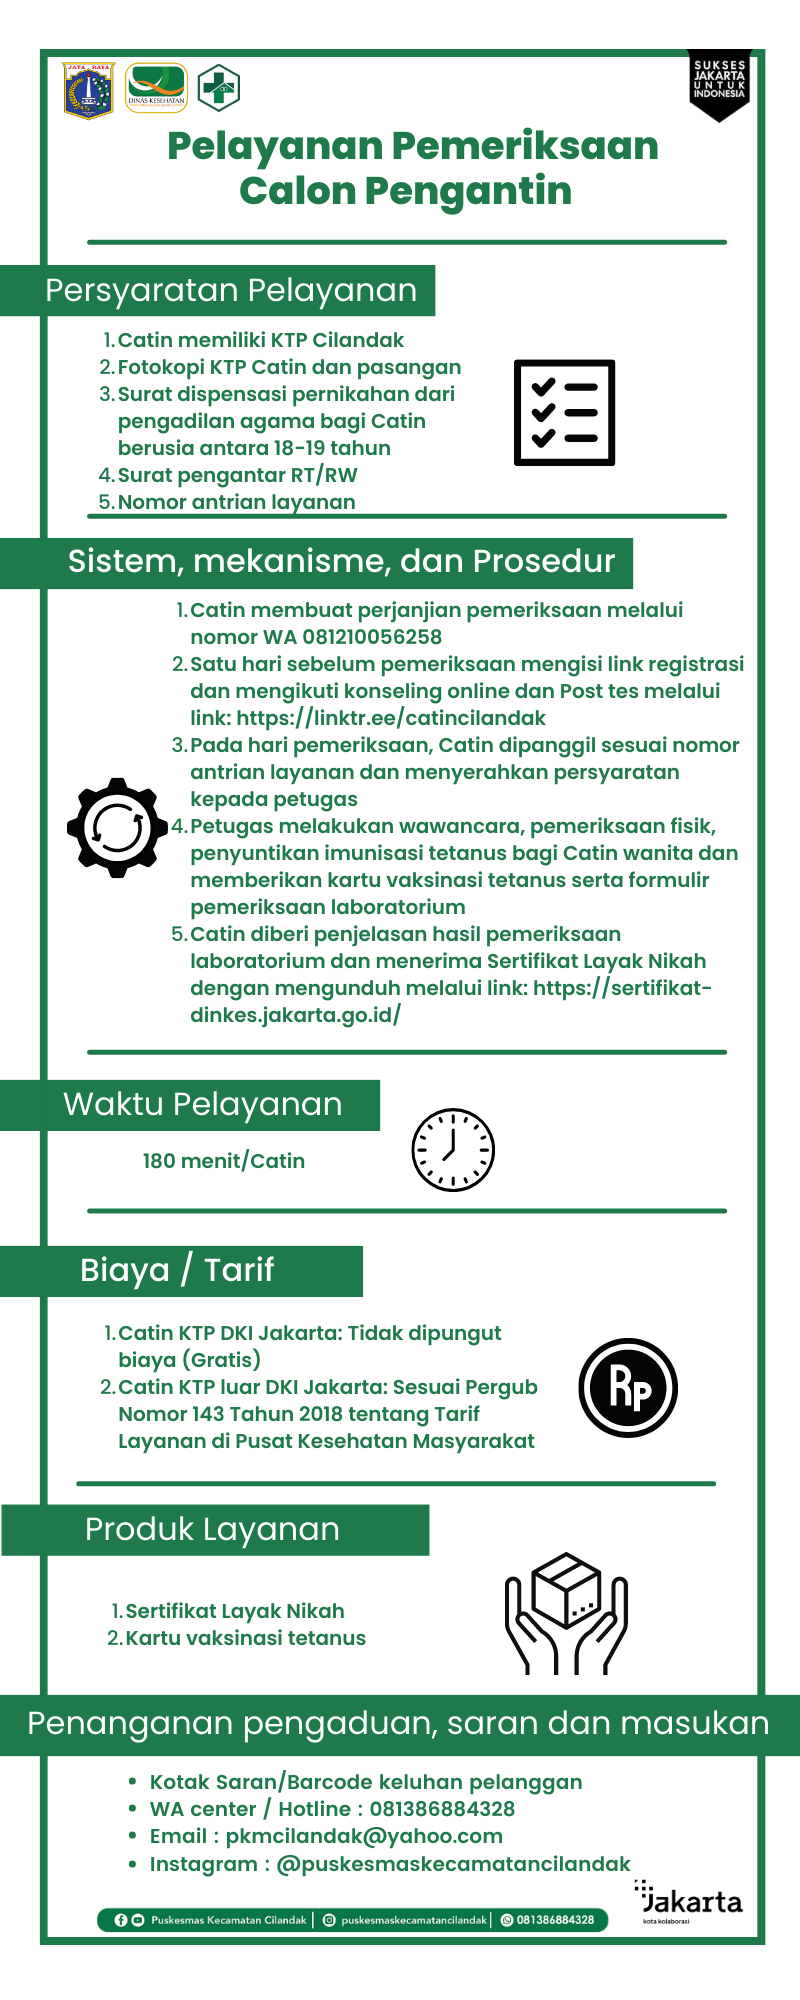 JAYA RAYA
DINAS KESEHATAN
SUKSES
JAKARTA
UNTUK
INDONESIA
Pelayanan Pemeriksaan
Calon Pengantin
Persyaratan Pelayanan
1. Catin memiliki KTP Cilandak
2. Fotokopi KTP Catin dan pasangan
3. Surat dispensasi pernikahan dari
pengadilan agama bagi Catin
berusia antara 18-19 tahun
4. Surat pengantar RT/RW
5. Nomor antrian layanan
Sistem, mekanisme, dan Prosedur
1. Catin membuat perjanjian pemeriksaan melalui
nomor WA 081210056258
2. Satu hari sebelum pemeriksaan mengisi link registrasi
dan mengikuti konseling online dan Post tes melalui
link: https://linktr.ee/catincilandak
3. Pada hari pemeriksaan, Catin dipanggil sesuai nomor
antrian layanan dan menyerahkan persyaratan
kepada petugas
4. Petugas melakukan wawancara, pemeriksaan fisik,
penyuntikan imunisasi tetanus bagi Catin wanita dan
memberikan kartu vaksinasi tetanus serta formulir
pemeriksaan laboratorium
5. Catin diberi penjelasan hasil pemeriksaan
laboratorium dan menerima Sertifikat Layak Nikah
dengan mengunduh melalui link: https://sertifikat-
dinkes.jakarta.go.id/
Waktu Pelayanan
180 menit/Catin
Biaya / Tarif
1. Catin KTP DKI Jakarta: Tidak dipungut
biaya (Gratis)
2. Catin KTP luar DKI Jakarta: Sesuai Pergub
Nomor 143 Tahun 2018 tentang Tarif
Layanan di Pusat Kesehatan Masyarakat
Rp
Produk Layanan
1. Sertifikat Layak Nikah
2. Kartu vaksinasi tetanus
Penanganan pengaduan, saran dan masukan
• Kotak Saran/Barcode keluhan pelanggan
• WA center / Hotline : 081386884328
• Email : pkmcilandak@yahoo.com
• Instagram : @puskesmaskecamatancilandak
Jakarta
kota kolaborasi
Puskesmas Kecamatan Cilandak | puskesmaskecamatancilandak | 081386884328